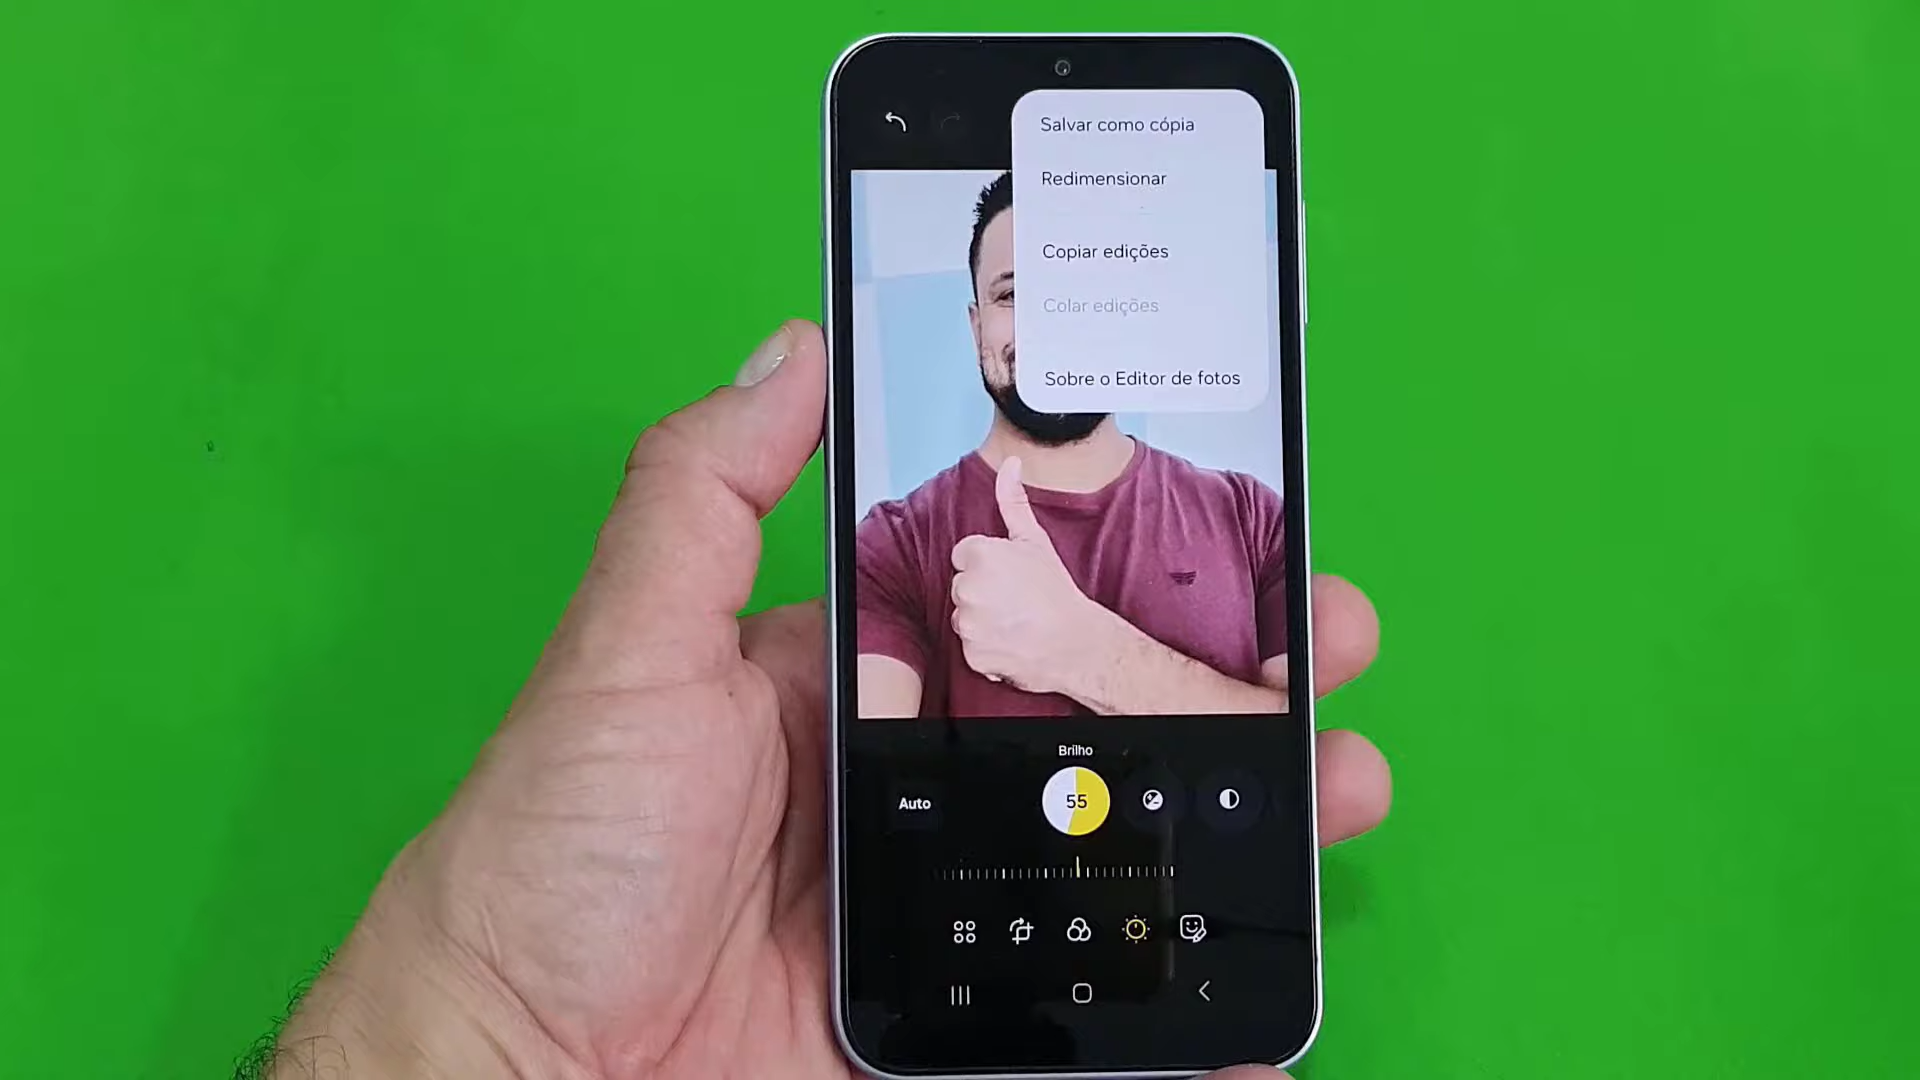 Salvar como cópia
Redimensionar
Copiar edições
Colar edições
Sobre o Editor de fotos
Brilho
Auto
55